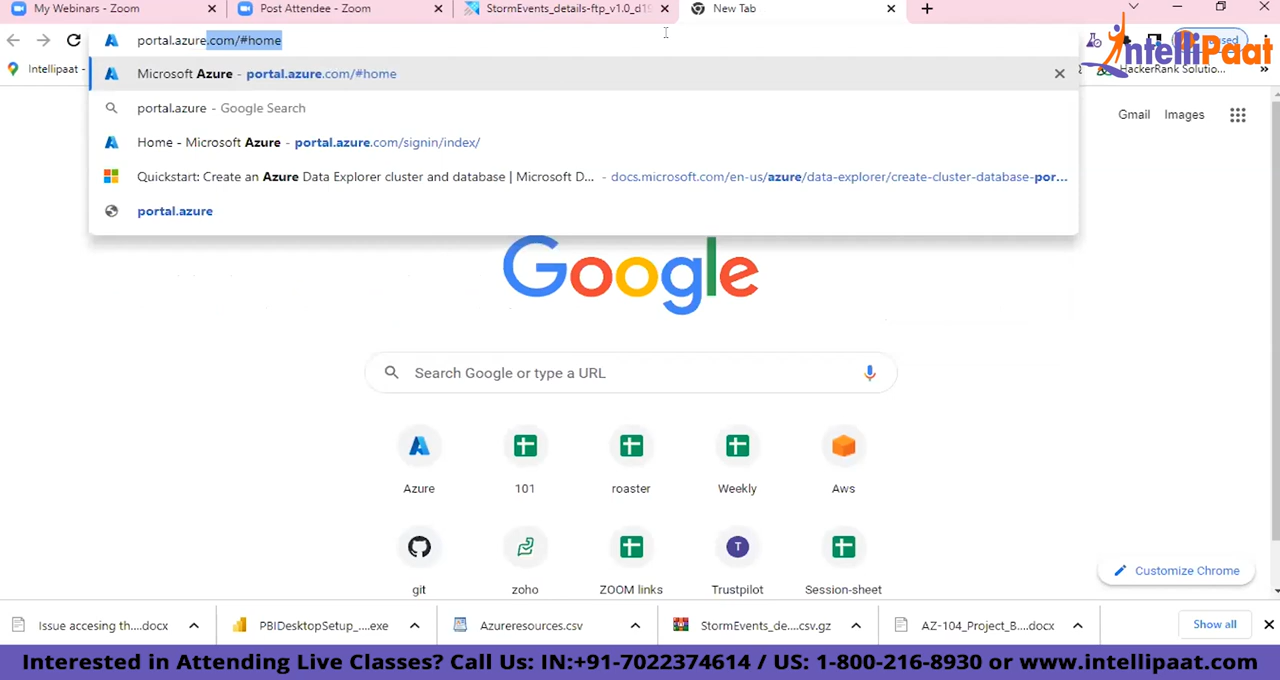 My Webinars - Zoom
Post Attendee - Zoom
StormEvents_details-ftp_v1.0_d19
New Tab
portal.azure.com/#home
Microsoft Azure - portal.azure.com/#home
portal.azure - Google Search
Home - Microsoft Azure - portal.azure.com/signin/index/
Quickstart: Create an Azure Data Explorer cluster and database | Microsoft D... - docs.microsoft.com/en-us/azure/data-explorer/create-cluster-database-por...
portal.azure
Intellipaat -
HackerRank Solutio...
IntelliPaat
Gmail Images
Google
Search Google or type a URL
Azure
101
roaster
Weekly
Aws
git
zoho
ZOOM links
T
Trustpilot
Session-sheet
Customize Chrome
Issue accesing th....docx
PBIDesktopSetup_....exe
Azureresources.csv
StormEvents_de....csv.gz
AZ-104_Project_B....docx
Show all
Interested in Attending Live Classes? Call Us: IN:+91-7022374614 / US: 1-800-216-8930 or www.intellipaat.com